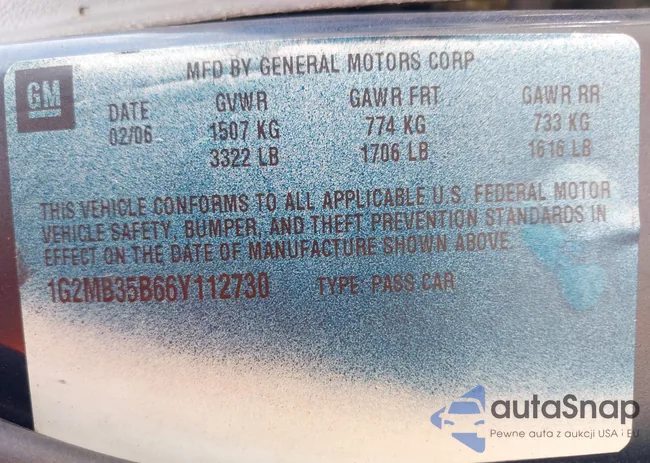 MFD BY GENERAL MOTORS CORP
GM
DATE GVWR GAWR FRT GAWR RR
02/06 1507 KG 774 KG 733 KG
3322 LB 1706 LB 1616 LB
THIS VEHICLE CONFORMS TO ALL APPLICABLE U.S. FEDERAL MOTOR
VEHICLE SAFETY, BUMPER, AND THEFT PREVENTION STANDARDS IN
EFFECT ON THE DATE OF MANUFACTURE SHOWN ABOVE.
1G2MB35B66Y112730 TYPE: PASS CAR
autaSnap
Pewne auta z aukcji USA i EU